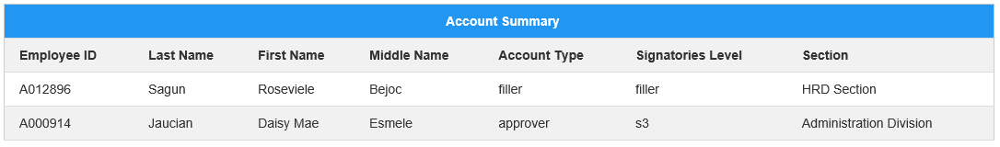 Account Summary
Employee ID Last Name First Name Middle Name Account Type Signatories Level Section
A012896 Sagun Roseviele Bejoc filler filler HRD Section
A000914 Jaucian Daisy Mae Esmele approver s3 Administration Division